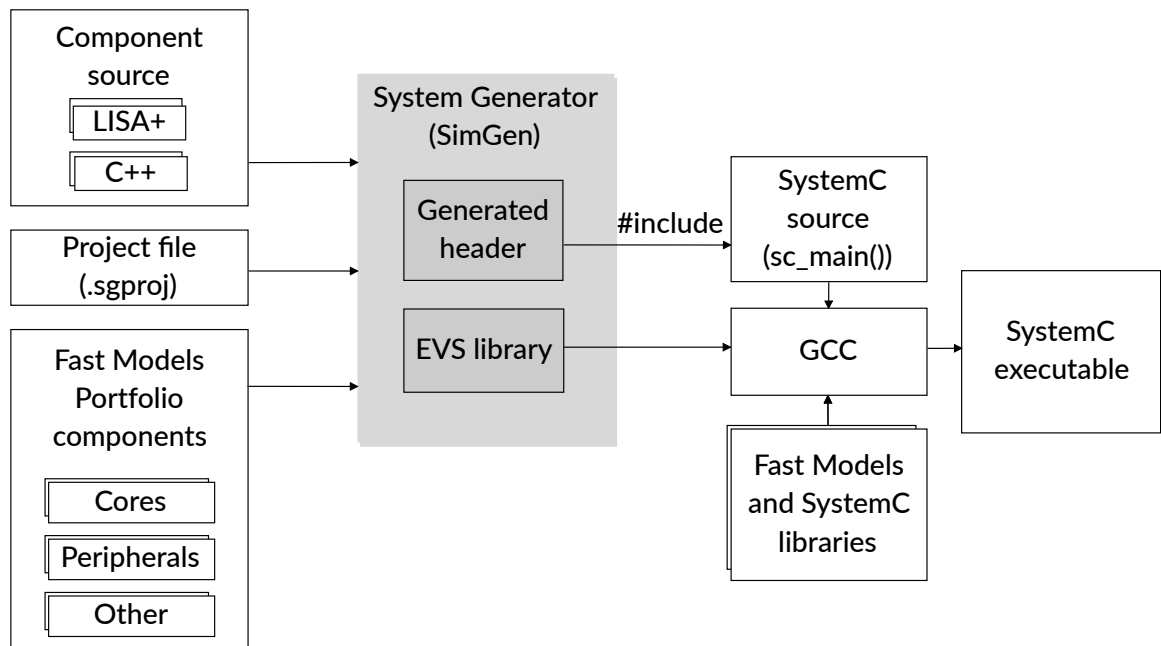 Component
source
LISA+
C++
Project file
(.sgproj)
Fast Models
Portfolio
components
Cores
Peripherals
Other
System Generator
(SimGen)
Generated
header
EVS library
#include
SystemC
source
(sc_main())
GCC
Fast Models
and SystemC
libraries
SystemC
executable